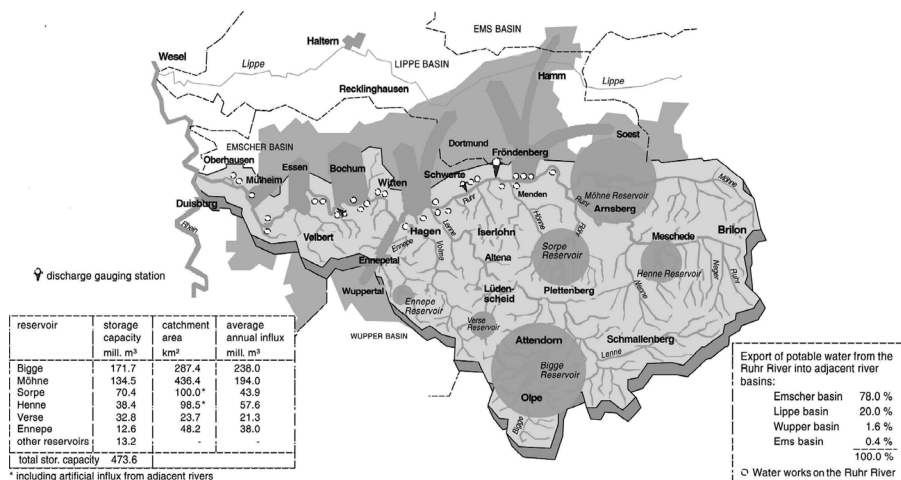 EMS BASIN
Haltern
Wesel
Lippe
LIPPE BASIN
Hamm
Lippe
Recklinghausen
EMSCHER BASIN
Soest
Dortmund
Fröndenberg
Oberhausen
Essen
Bochum
Mülheim
Witten
Schwerte
Möhne
Menden
Möhne Reservoir
Ruhr
Ruhr
Duisburg
Arnsberg
Rhein
Velbert
Hagen
Lenne
Iserlohn
Hönne
Röhr
Meschede
Brilon
Ennepe
Volme
Sorpe
Reservoir
Ennepetal
Altena
Henne Reservoir
Neger
Ruhr
discharge gauging station
Wuppertal
Lüden-
scheid
Plettenberg
Wenne
Ennepe
Reservoir
Verse
Reservoir
WUPPER BASIN
Attendorn
Schmallenberg
Lenne
Bigge
Reservoir
Olpe
Bigge
reservoir storage capacity mill. m³ catchment area km² average annual influx mill. m³
Bigge 171.7 287.4 238.0
Möhne 134.5 436.4 194.0
Sorpe 70.4 100.0* 43.9
Henne 38.4 98.5* 57.6
Verse 32.8 23.7 21.3
Ennepe 12.6 48.2 38.0
other reservoirs 13.2 - -
total stor. capacity 473.6
* including artificial influx from adjacent rivers
Export of potable water from the
Ruhr River into adjacent river
basins:
Emscher basin 78.0 %
Lippe basin 20.0 %
Wupper basin 1.6 %
Ems basin 0.4 %
100.0 %
Water works on the Ruhr River